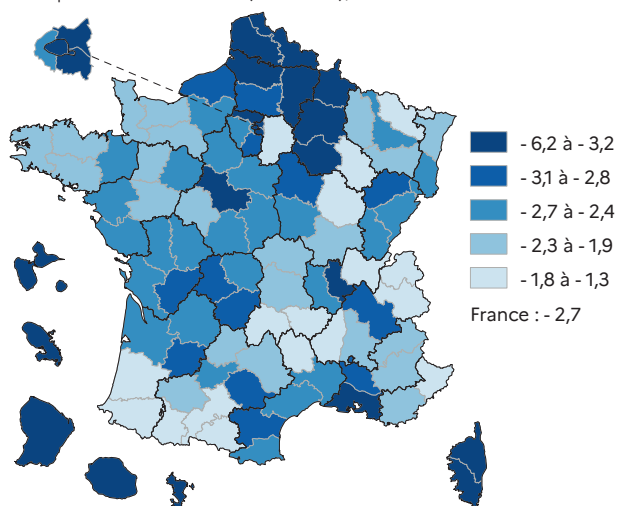 - 6,2 à - 3,2
- 3,1 à - 2,8
- 2,7 à - 2,4
- 2,3 à - 1,9
- 1,8 à - 1,3
France : - 2,7